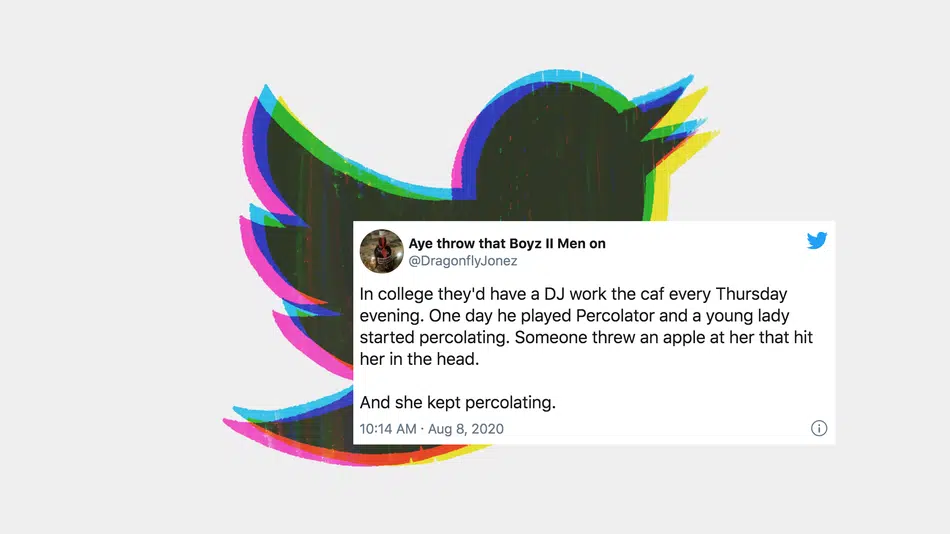 Aye throw that Boyz II Men on
@DragonflyJonez
In college they'd have a DJ work the caf every Thursday
evening. One day he played Percolator and a young lady
started percolating. Someone threw an apple at her that hit
her in the head.
And she kept percolating.
10:14 AM · Aug 8, 2020